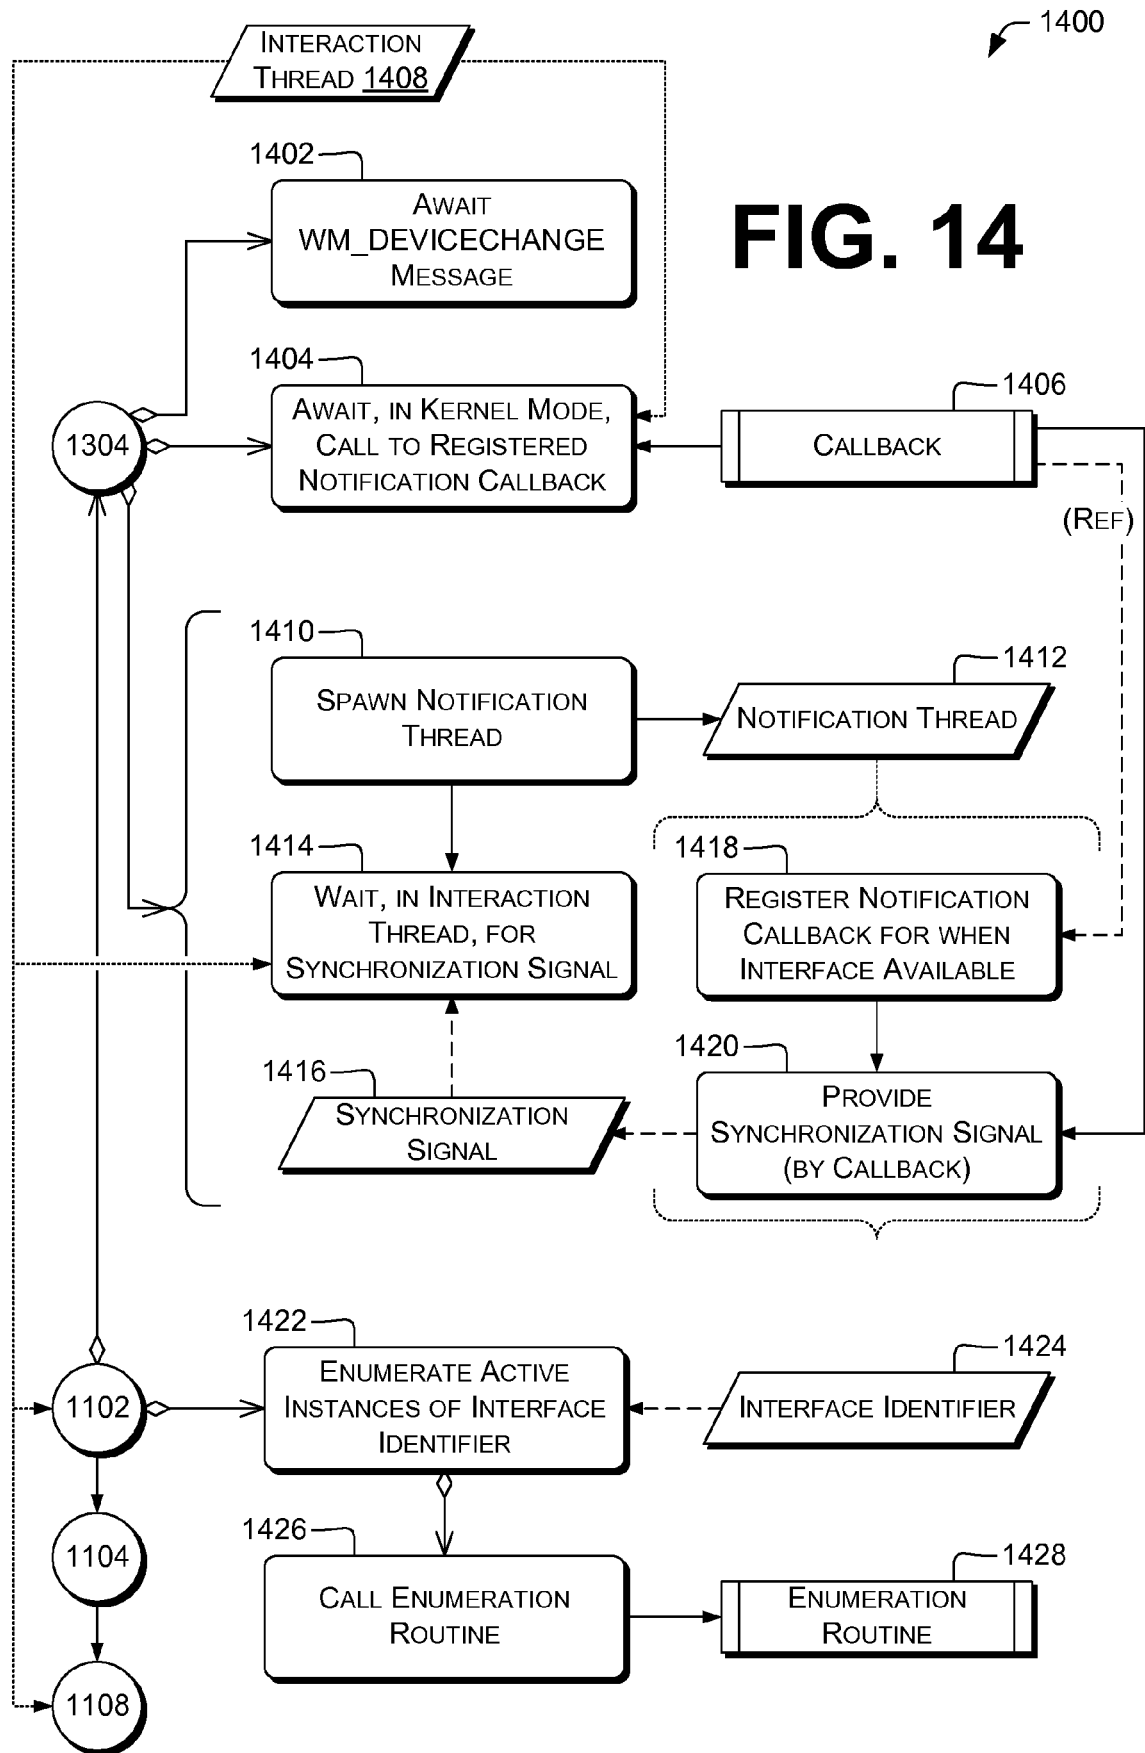 1400
INTERACTION
THREAD 1408
1402
AWAIT
WM_DEVICECHANGE
MESSAGE
FIG. 14
1404
AWAIT, IN KERNEL MODE,
CALL TO REGISTERED
NOTIFICATION CALLBACK
1406
CALLBACK
1304
(REF)
1410
SPAWN NOTIFICATION
THREAD
1412
NOTIFICATION THREAD
1414
WAIT, IN INTERACTION
THREAD, FOR
SYNCHRONIZATION SIGNAL
1418
REGISTER NOTIFICATION
CALLBACK FOR WHEN
INTERFACE AVAILABLE
1416
SYNCHRONIZATION
SIGNAL
1420
PROVIDE
SYNCHRONIZATION SIGNAL
(BY CALLBACK)
1422
ENUMERATE ACTIVE
INSTANCES OF INTERFACE
IDENTIFIER
1424
INTERFACE IDENTIFIER
1102
1426
CALL ENUMERATION
ROUTINE
1428
ENUMERATION
ROUTINE
1104
1108